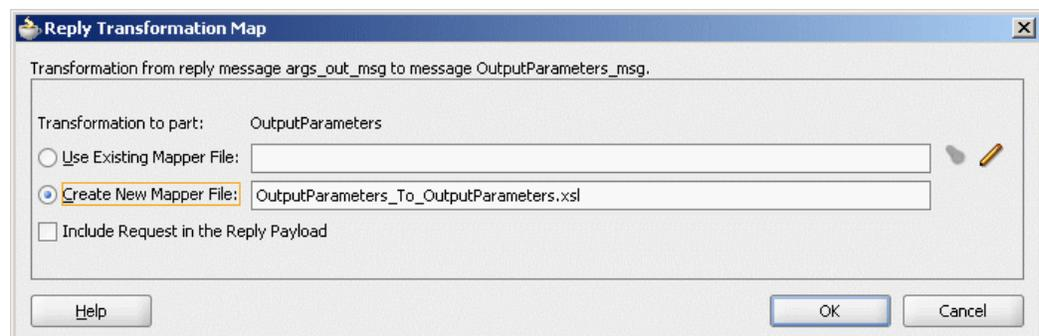 Reply Transformation Map
Transformation from reply message args_out_msg to message OutputParameters_msg.
Transformation to part: OutputParameters
Use Existing Mapper File:
Create New Mapper File: OutputParameters_To_OutputParameters.xsl
Include Request in the Reply Payload
Help OK Cancel